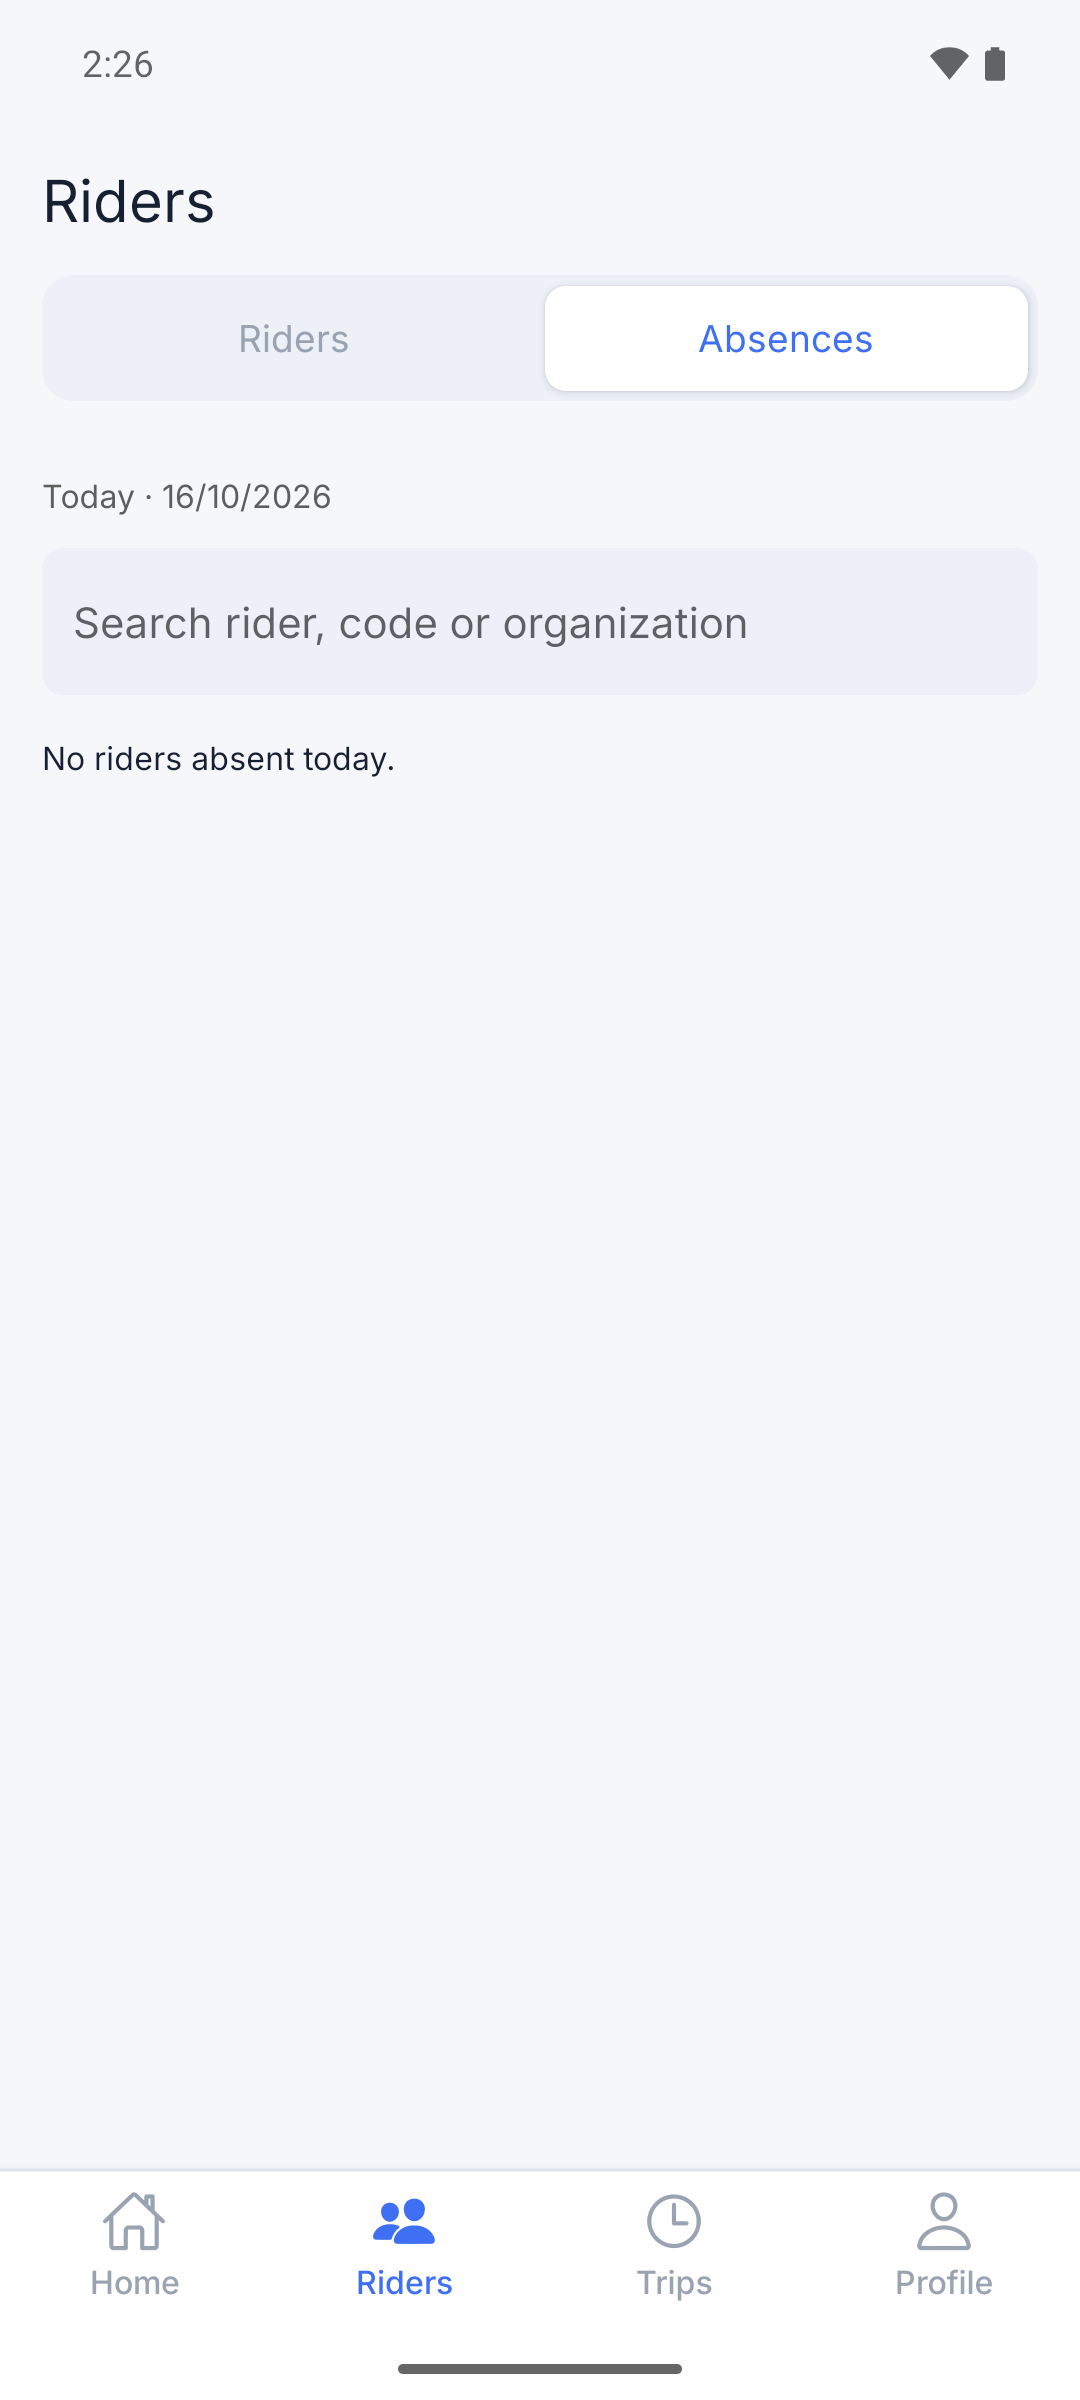 2:26
Riders
Riders
Absences
Today · 16/10/2026
Search rider, code or organization
No riders absent today.
Home
Riders
Trips
Profile